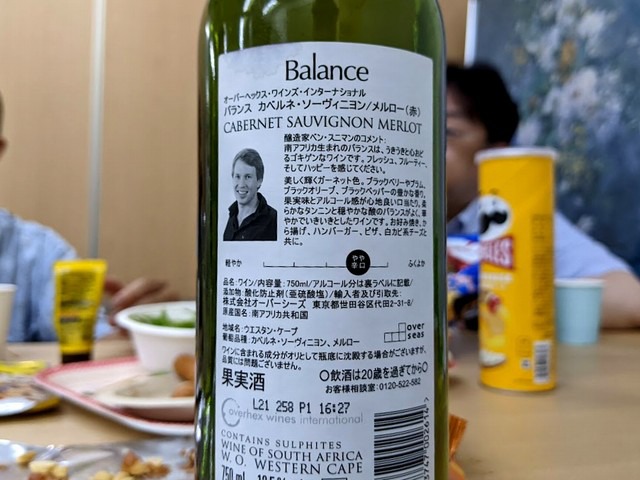 Balance
オーバーヘックス・ワインズ・インターナショナル
バランス カベルネ・ソーヴィニヨン/メルロー(赤)
CABERNET SAUVIGNON MERLOT
醸造家ベン・スニマンのコメント:
南アフリカ生まれのバランスは、うきうきと心おど
るゴキゲンなワインです。フレッシュ、フルーティー、
そしてハッピーを感じてください。
美しく輝くガーネット色。ブラックベリーやプラム、
ブラックオリーブ、ブラックペッパーの豊かな香り。
果実味とアルコール感が心地良い口当たり。柔
らかなタンニンと穏やかな酸のバランスがよく、華
やかでいきいきとしたワインです。お好み焼き、か
ら揚げ、ハンバーガー、ピザ、白カビ系チーズと
共に。
軽やか やや辛口 ふくよか
品名:ワイン/内容量:750ml/アルコール分は裏ラベルに記載/
添加物:酸化防止剤(亜硫酸塩)/輸入者及び引取先:
株式会社オーバーシーズ 東京都世田谷区代田2-31-8/
原産国名:南アフリカ共和国
地域名:ウエスタン・ケープ
葡萄品種:カベルネ・ソーヴィニヨン、メルロー
over
seas
ワインに含まれる成分がオリとして瓶底に沈殿する場合がございますが、
品質には問題ございません。
果実酒 〇飲酒は20歳を過ぎてから〇
お客様相談室:0120-522-582
L21 258 P1 16:27
overhex wines international
CONTAINS SULPHITES
WINE OF SOUTH AFRICA
W.O. WESTERN CAPE
750 ml